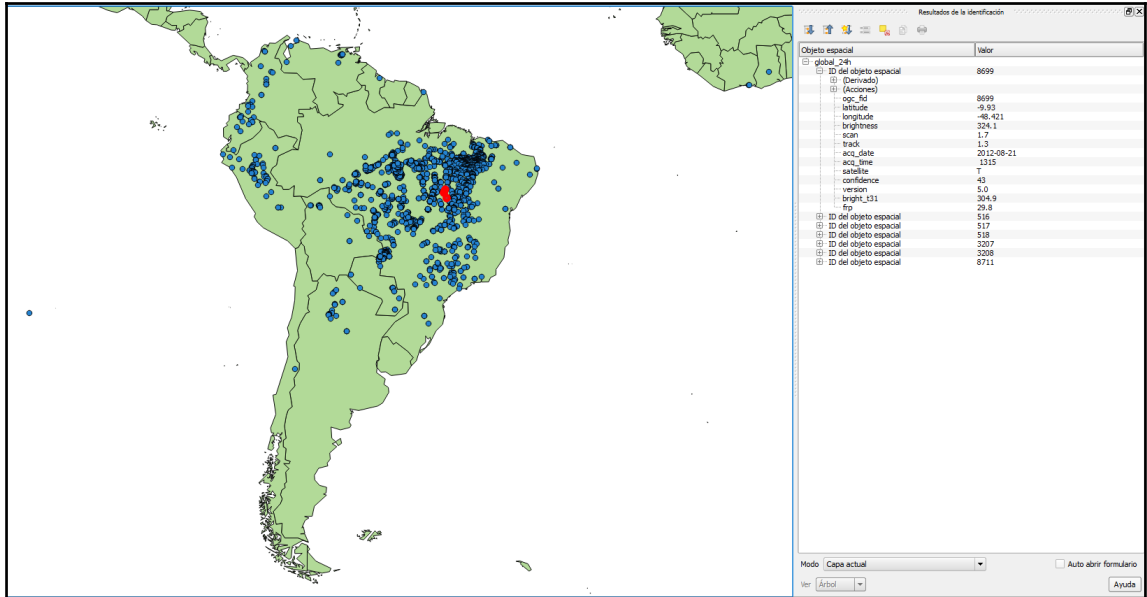 Resultados de la identificación
Objeto espacial Valor
global_24h
ID del objeto espacial 8699
(Derivado)
(Acciones)
ogc_fid 8699
latitude -9.93
longitude -48.421
brightness 324.1
scan 1.7
track 1.3
acq_date 2012-08-21
acq_time 1315
satellite T
confidence 43
version 5.0
bright_t31 304.9
frp 29.8
ID del objeto espacial 516
ID del objeto espacial 517
ID del objeto espacial 518
ID del objeto espacial 3207
ID del objeto espacial 3208
ID del objeto espacial 8711
Modo Capa actual Auto abrir formulario
Ver Árbol Ayuda